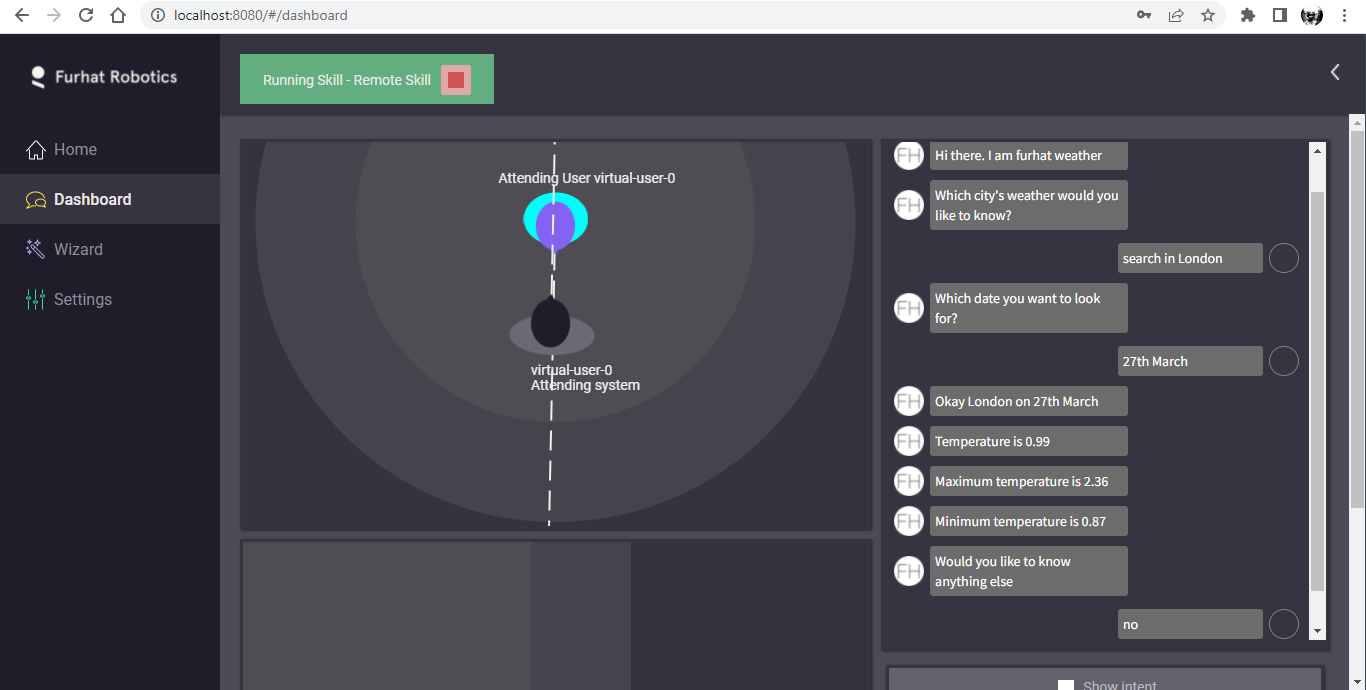 localhost:8080/#/dashboard
Furhat Robotics
Home
Dashboard
Wizard
Settings
Running Skill - Remote Skill
Attending User virtual-user-0
virtual-user-0
Attending system
FH Hi there. I am furhat weather
FH Which city's weather would you
like to know?
search in London
FH Which date you want to look
for?
27th March
FH Okay London on 27th March
FH Temperature is 0.99
FH Maximum temperature is 2.36
FH Minimum temperature is 0.87
FH Would you like to know
anything else
no
Show intent